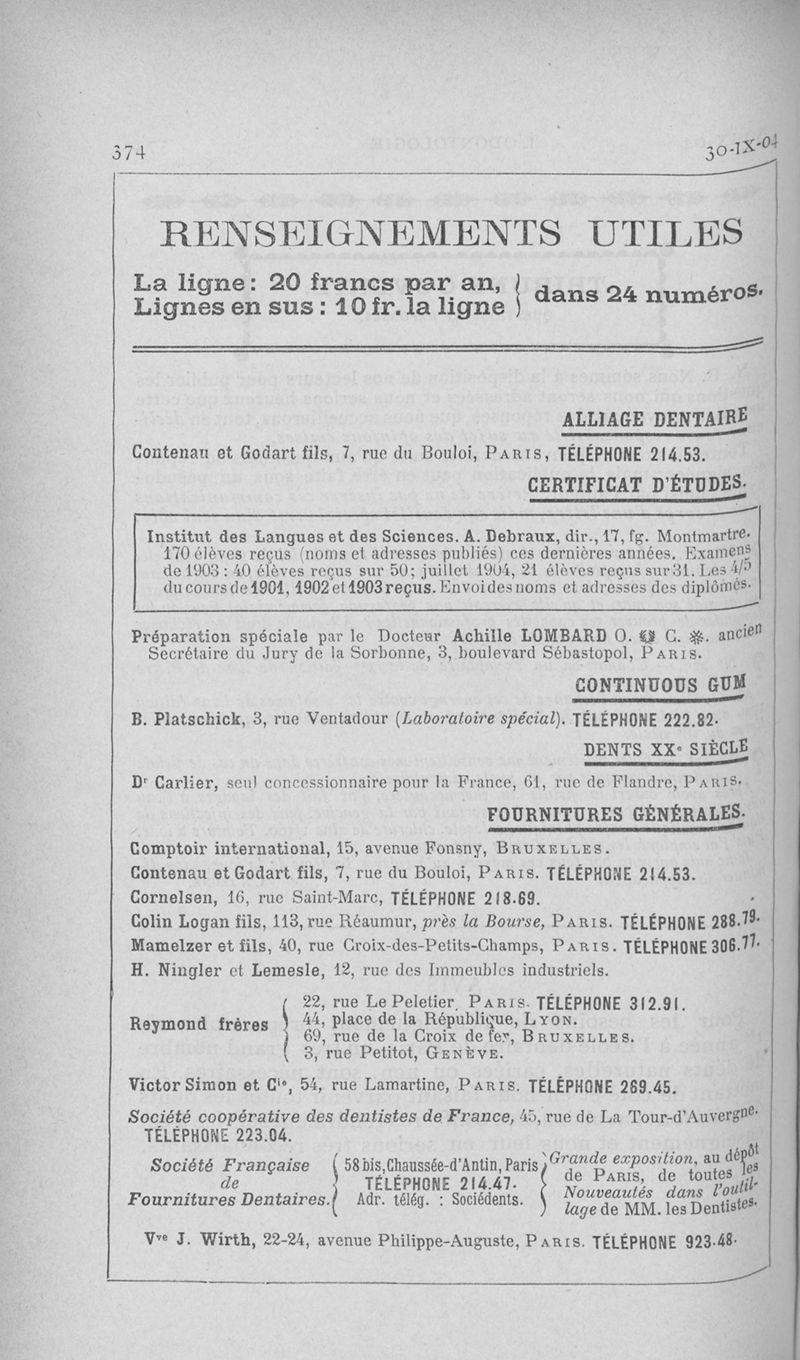 374
30-IX-04
RENSEIGNEMENTS UTILES
La ligne: 20 francs par an,
Lignes en sus : 10 fr. la ligne
dans 24 numéros.
ALLIAGE DENTAIRE
Contenau et Godart fils, 7, rue du Bouloi, PARIS, TÉLÉPHONE 214.53.
CERTIFICAT D'ÉTUDES.
Institut des Langues et des Sciences. A. Debraux, dir., 17, fg. Montmartre.
170 élèves reçus (noms et adresses publiés) ces dernières années. Examens
de 1903 : 40 élèves reçus sur 50; juillet 1904, 21 élèves reçus sur 31. Les 4/5
du cours de 1901, 1902 et 1903 reçus. Envoi des noms et adresses des diplômés.
Préparation spéciale par le Docteur Achille LOMBARD O. C. ancien
Secrétaire du Jury de la Sorbonne, 3, boulevard Sébastopol, PARIS.
CONTINUOUS GUM
B. Platschick, 3, rue Ventadour (Laboratoire spécial). TÉLÉPHONE 222.82.
DENTS XXe SIÈCLE
Dr Carlier, seul concessionnaire pour la France, 61, rue de Flandre, PARIS.
FOURNITURES GÉNÉRALES.
Comptoir international, 15, avenue Fonsny, BRUXELLES.
Contenau et Godart fils, 7, rue du Bouloi, PARIS. TÉLÉPHONE 214.53.
Cornelsen, 16, rue Saint-Marc, TÉLÉPHONE 218.69.
Colin Logan fils, 113, rue Réaumur, près la Bourse, PARIS. TÉLÉPHONE 288.79.
Mamelzer et fils, 40, rue Croix-des-Petits-Champs, PARIS. TÉLÉPHONE 306.77.
H. Ningler et Lemesle, 12, rue des Immeubles industriels.
Reymond frères
22, rue Le Peletier, PARIS. TÉLÉPHONE 312.91.
44, place de la République, LYON.
69, rue de la Croix de fer, BRUXELLES.
3, rue Petitot, GENÈVE.
Victor Simon et Cie, 54, rue Lamartine, PARIS. TÉLÉPHONE 269.45.
Société coopérative des dentistes de France, 45, rue de La Tour-d'Auvergne.
TÉLÉPHONE 223.04.
Société Française
de
Fournitures Dentaires.
58 bis, Chaussée-d'Antin, Paris
TÉLÉPHONE 214.47.
Adr. télég. : Sociédents.
Grande exposition, au dépôt
de PARIS, de toutes les
Nouveautés dans l'outil-
lage de MM. les Dentistes.
Vve J. Wirth, 22-24, avenue Philippe-Auguste, PARIS. TÉLÉPHONE 923.48.